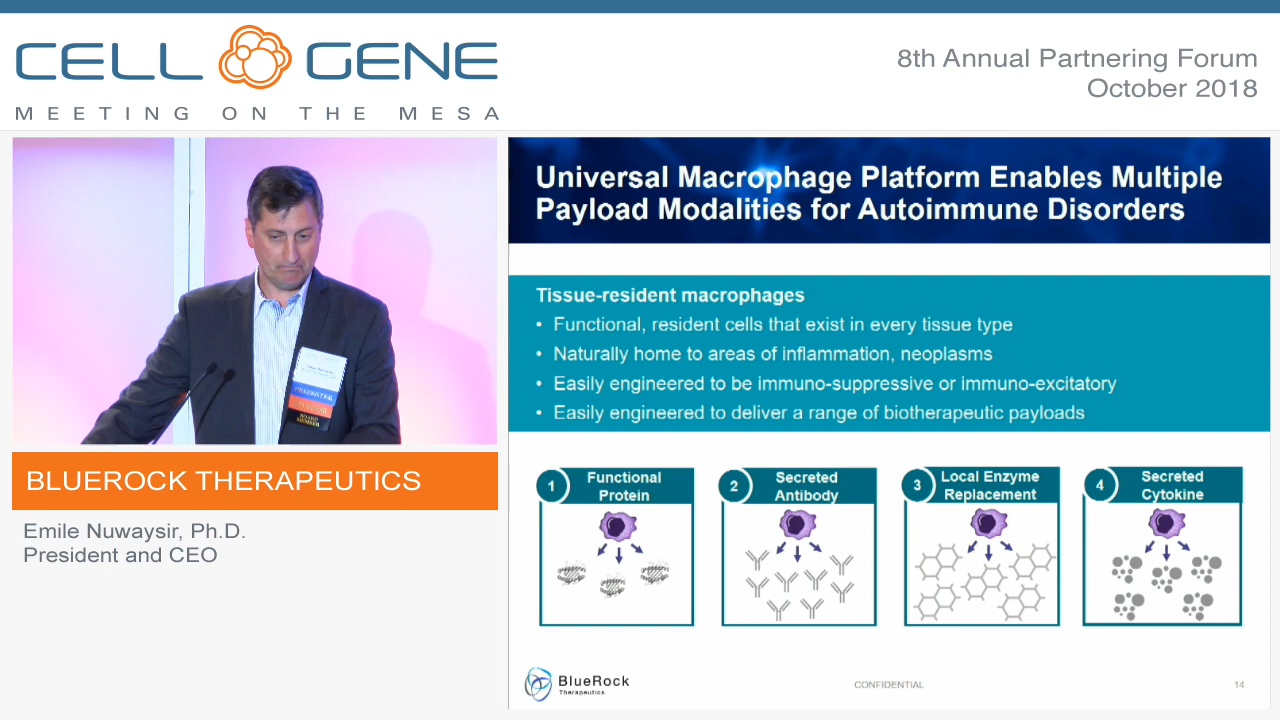 CELL GENE
MEETING ON THE MESA
8th Annual Partnering Forum
October 2018
PRESENTER
BOARD
MEMBER
BLUEROCK THERAPEUTICS
Emile Nuwaysir, Ph.D.
President and CEO
Universal Macrophage Platform Enables Multiple
Payload Modalities for Autoimmune Disorders
Tissue-resident macrophages
• Functional, resident cells that exist in every tissue type
• Naturally home to areas of inflammation, neoplasms
• Easily engineered to be immuno-suppressive or immuno-excitatory
• Easily engineered to deliver a range of biotherapeutic payloads
1 Functional
Protein
2 Secreted
Antibody
3 Local Enzyme
Replacement
4 Secreted
Cytokine
BlueRock
Therapeutics
CONFIDENTIAL
14